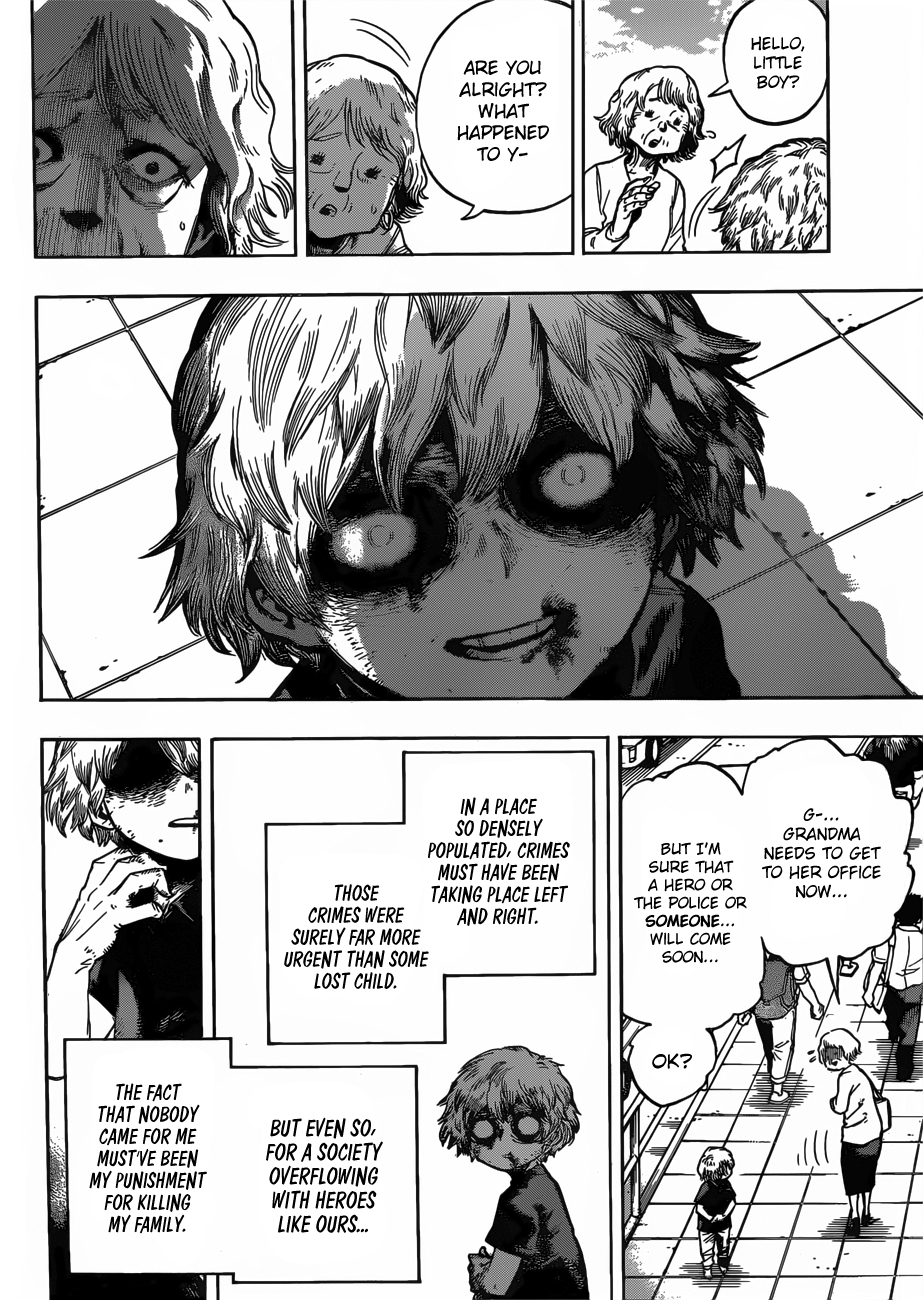 HELLO,
LITTLE
BOY?
ARE YOU
ALRIGHT?
WHAT
HAPPENED
TO Y-
G-...
GRANDMA
NEEDS TO GET
TO HER OFFICE
NOW...
BUT I'M
SURE THAT
A HERO OR
THE POLICE OR
SOMEONE...
WILL COME
SOON...
OK?
IN A PLACE
SO DENSELY
POPULATED, CRIMES
MUST HAVE BEEN
TAKING PLACE LEFT
AND RIGHT.
THOSE
CRIMES WERE
SURELY FAR MORE
URGENT THAN SOME
LOST CHILD.
BUT EVEN SO,
FOR A SOCIETY
OVERFLOWING
WITH HEROES
LIKE OURS...
THE FACT
THAT NOBODY
CAME FOR ME
MUST'VE BEEN
MY PUNISHMENT
FOR KILLING
MY FAMILY.